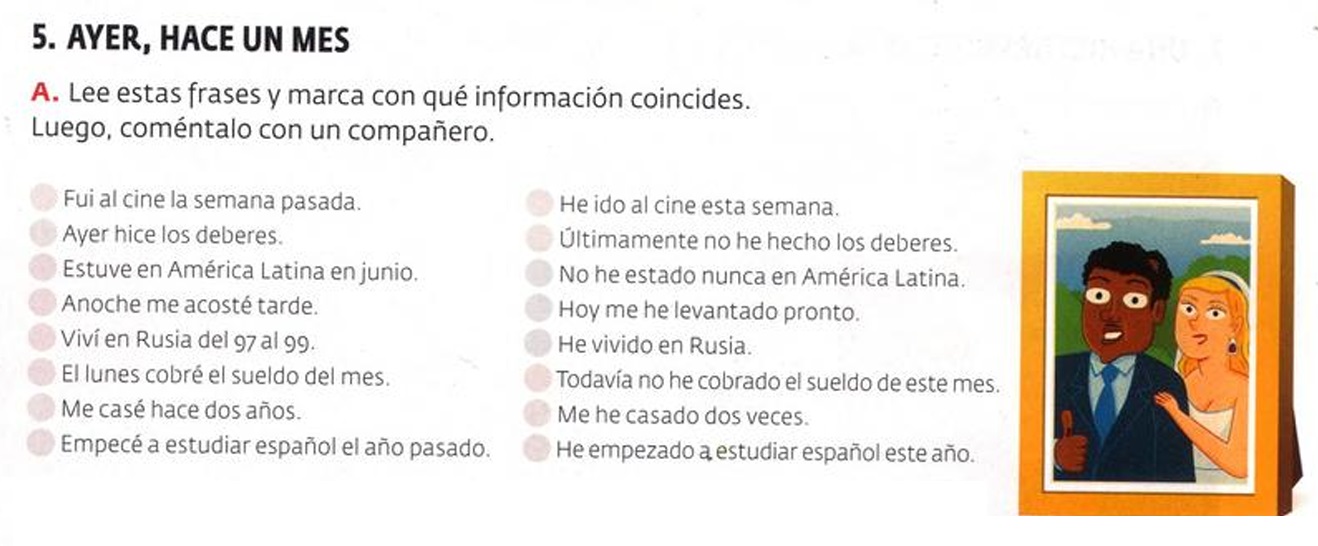 5. AYER, HACE UN MES
A. Lee estas frases y marca con qué información coincides.
Luego, coméntalo con un compañero.
Fui al cine la semana pasada.
Ayer hice los deberes.
Estuve en América Latina en junio.
Anoche me acosté tarde.
Viví en Rusia del 97 al 99.
El lunes cobré el sueldo del mes.
Me casé hace dos años.
Empecé a estudiar español el año pasado.
He ido al cine esta semana.
Últimamente no he hecho los deberes.
No he estado nunca en América Latina.
Hoy me he levantado pronto.
He vivido en Rusia.
Todavía no he cobrado el sueldo de este mes.
Me he casado dos veces.
He empezado a estudiar español este año.